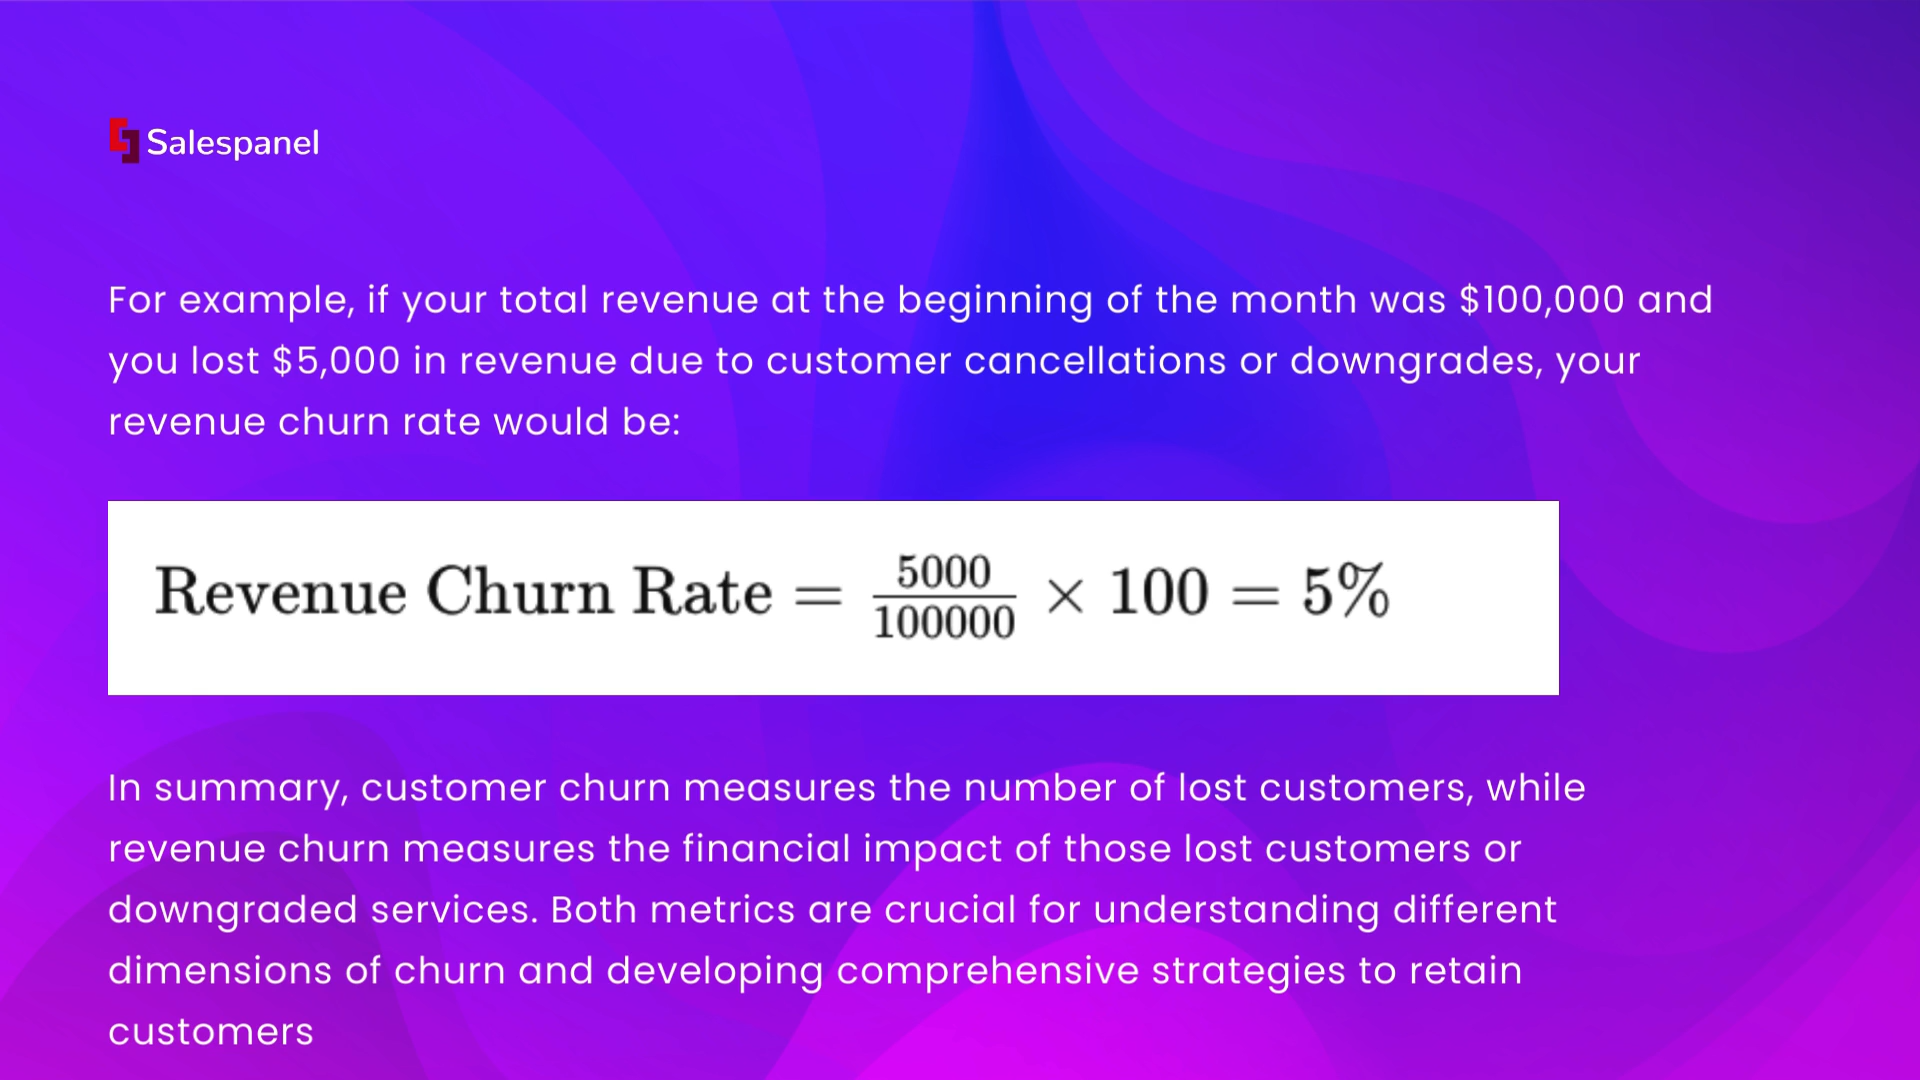 Salespanel
For example, if your total revenue at the beginning of the month was $100,000 and
you lost $5,000 in revenue due to customer cancellations or downgrades, your
revenue churn rate would be:
Revenue Churn Rate = 5000/100000 × 100 = 5%
In summary, customer churn measures the number of lost customers, while
revenue churn measures the financial impact of those lost customers or
downgraded services. Both metrics are crucial for understanding different
dimensions of churn and developing comprehensive strategies to retain
customers